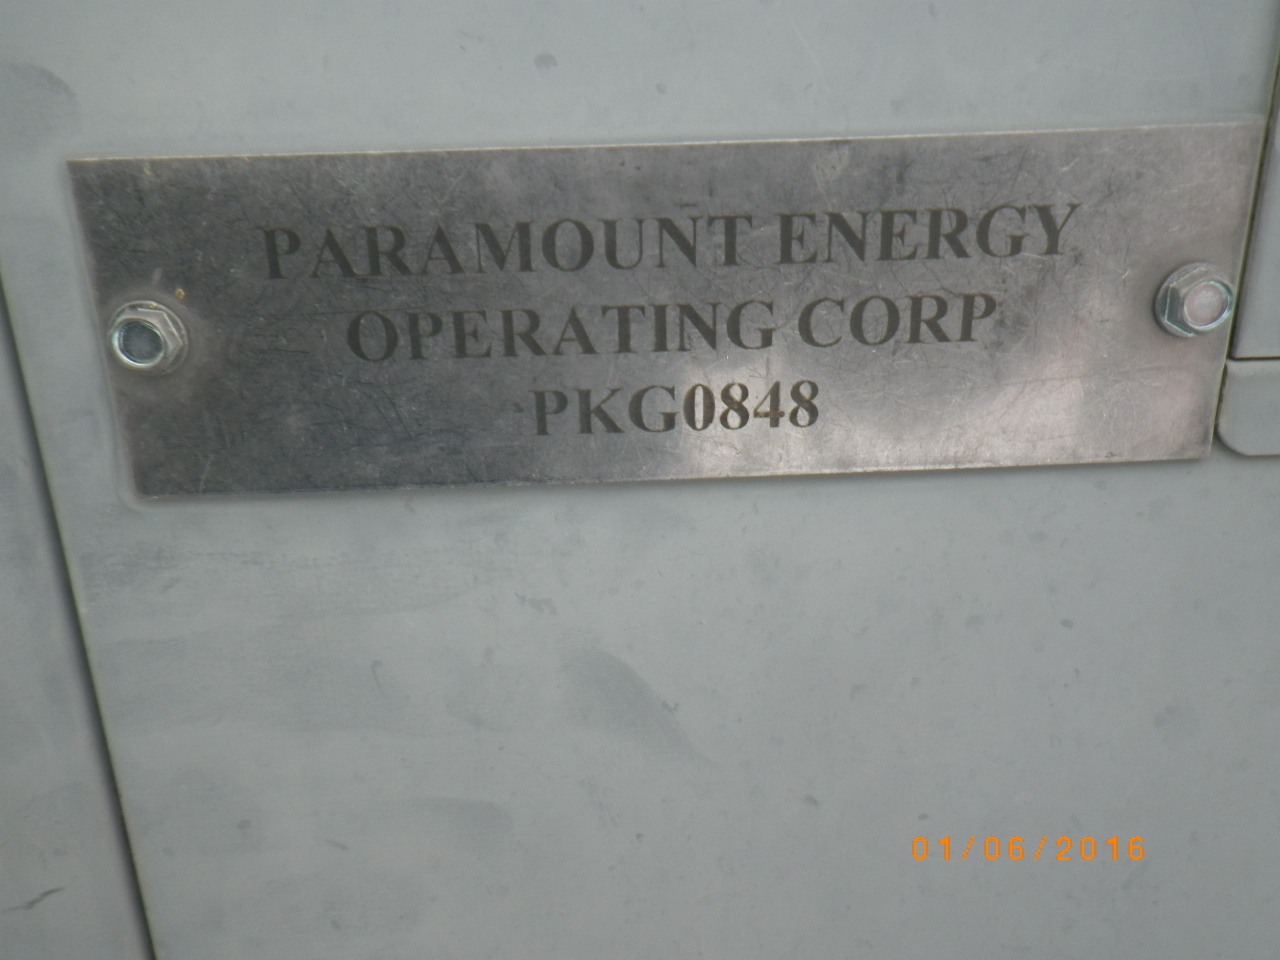 PARAMOUNT ENERGY
OPERATING CORP
PKG0848
01/06/2016